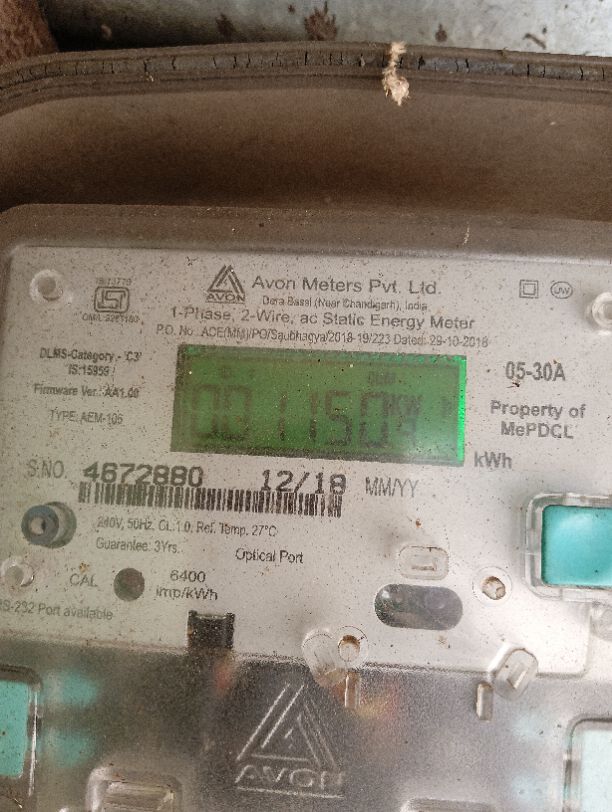 AVON
Avon Meters Pvt. Ltd.
Dera Bassi (Near Chandigarh), India
1-Phase, 2-Wire, ac Static Energy Meter
P.O. No. ACE(MM)/PO/Saubhagya/2018-19/223 Dated: 29-10-2018
DLMS-Category - 'C3'
IS:15959
Firmware Ver.: AA1.00
TYPE: AEM-105
001150
05-30A
Property of
MePDCL
kWh
S.NO. 4672880 12/18 MM/YY
240V, 50Hz, CL.1.0, Ref. Temp. 27°C
Guarantee: 3Yrs.
Optical Port
CAL
6400
imp/kWh
RS-232 Port available
AVON